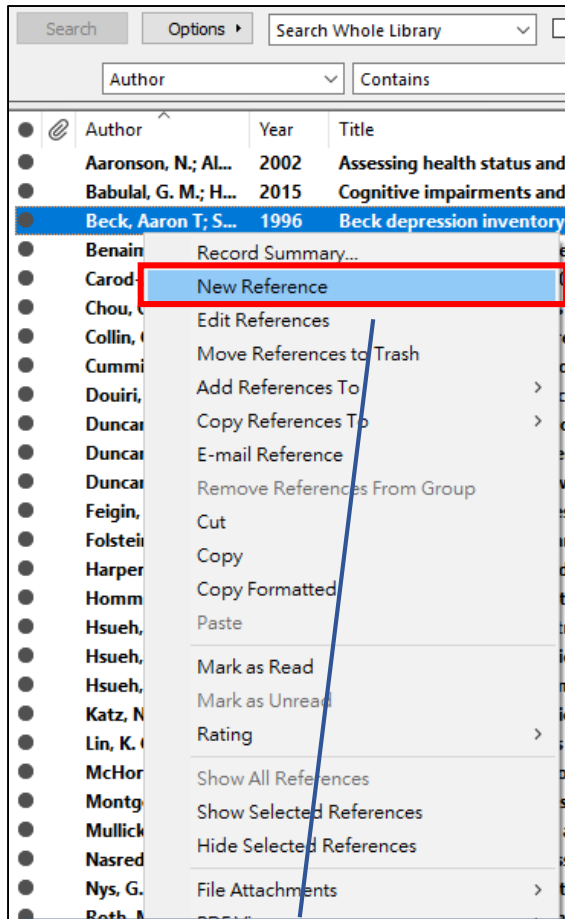 Search Options Search Whole Library
Author Contains
Author Year Title
Aaronson, N.; Al... 2002 Assessing health status and
Babulal, G. M.; H... 2015 Cognitive impairments and
Beck, Aaron T; S... 1996 Beck depression inventory
Benaim
Record Summary...
Carod-
New Reference
Chou,
Edit References
Collin,
Move References to Trash
Cummi
Add References To
Douiri,
Copy References To
Duncan
E-mail Reference
Duncan
Remove References From Group
Duncan
Cut
Feigin,
Copy
Folstei
Copy Formatted
Harper
Paste
Homm
Hsueh,
Mark as Read
Hsueh,
Mark as Unread
Hsueh,
Rating
Katz, N
Lin, K.
Show All References
McHor
Show Selected References
Montg
Hide Selected References
Mullick
Nasred
File Attachments
Nys, G.